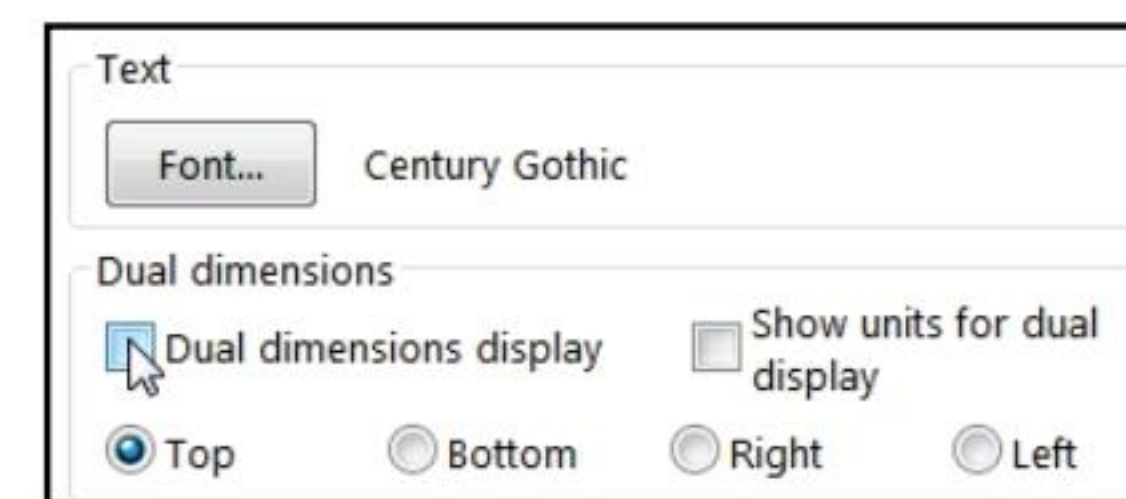 Text
Font... Century Gothic
Dual dimensions
Dual dimensions display
Show units for dual
display
Top Bottom Right Left